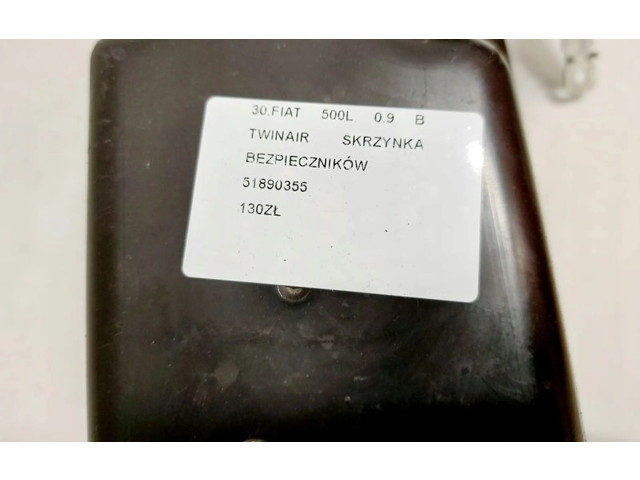 30.FIAT 500L 0.9 B
TWINAIR SKRZYNKA
BEZPIECZNIKÓW
51890355
130ZŁ